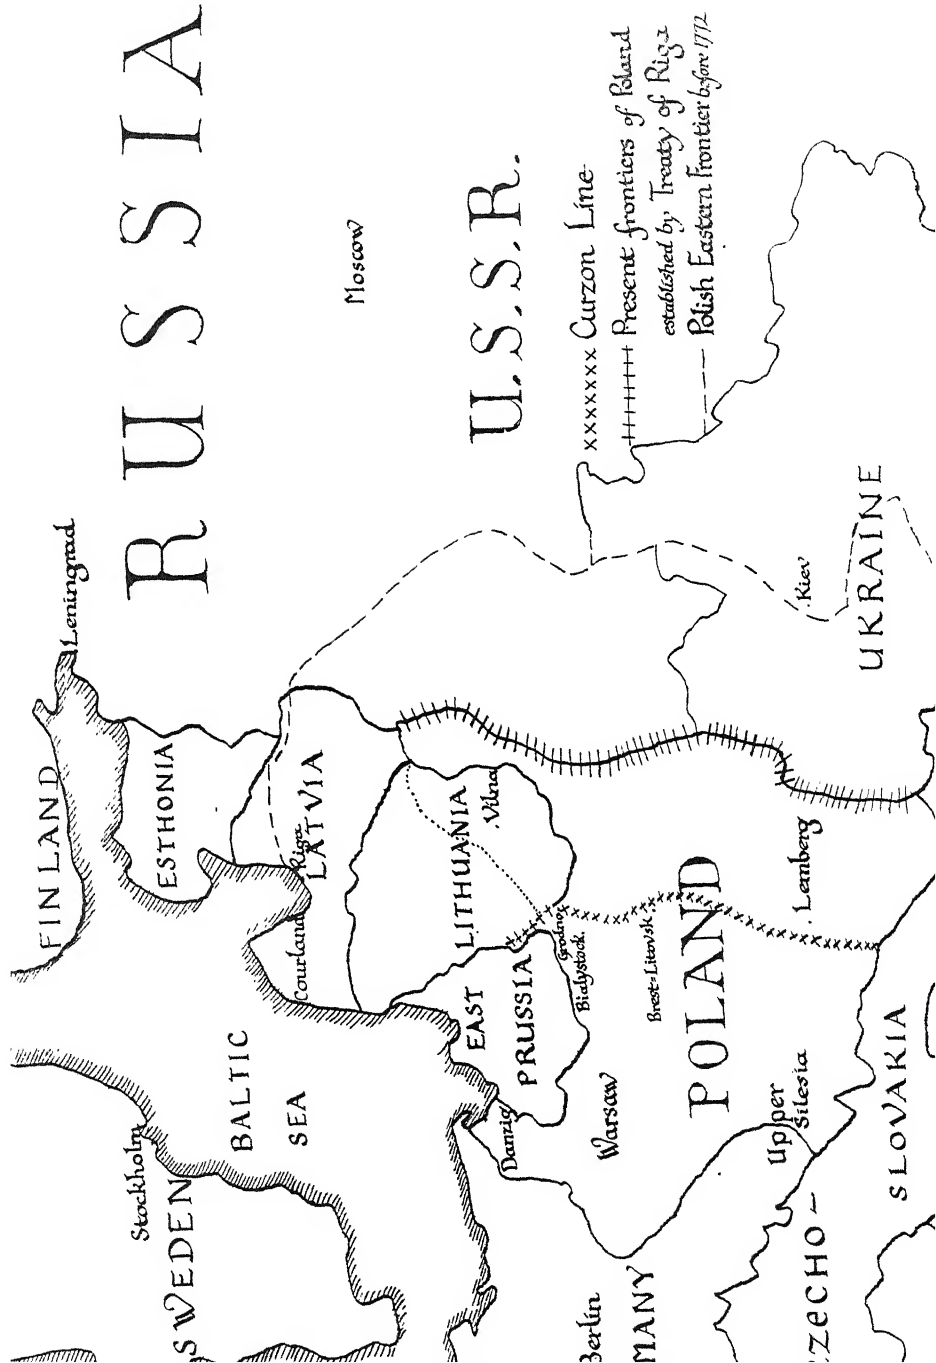 RUSSIA
Moscow
U.S.S.R.
xxxxxxx Curzon Line
Present frontiers of Poland
established by Treaty of Riga
Polish Eastern Frontier before 1772
Leningrad
FINLAND
ESTHONIA
Riga
LATVIA
Courland
LITHUANIA
Vilna
Grodno
Bialystock
Brest-Litovsk
Lemberg
Kiev
UKRAINE
POLAND
EAST
PRUSSIA
Danzig
Warsaw
Upper
Silesia
BALTIC
SEA
Stockholm
SWEDEN
Berlin
MANY
CZECHO-
SLOVAKIA